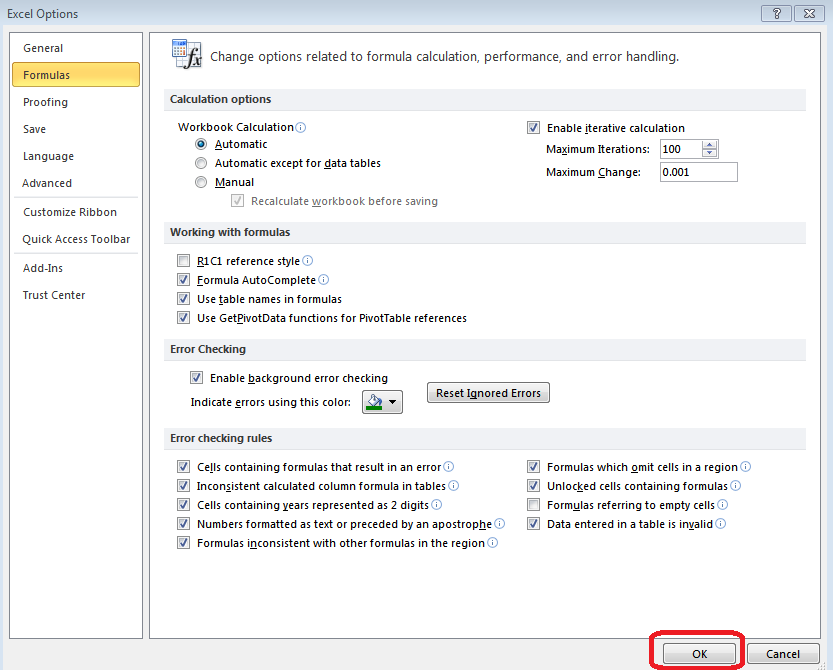 Excel Options
General
Formulas
Proofing
Save
Language
Advanced
Customize Ribbon
Quick Access Toolbar
Add-Ins
Trust Center
Change options related to formula calculation, performance, and error handling.
Calculation options
Workbook Calculation
Automatic
Automatic except for data tables
Manual
Recalculate workbook before saving
Enable iterative calculation
Maximum Iterations: 100
Maximum Change: 0.001
Working with formulas
R1C1 reference style
Formula AutoComplete
Use table names in formulas
Use GetPivotData functions for PivotTable references
Error Checking
Enable background error checking
Indicate errors using this color:
Reset Ignored Errors
Error checking rules
Cells containing formulas that result in an error
Inconsistent calculated column formula in tables
Cells containing years represented as 2 digits
Numbers formatted as text or preceded by an apostrophe
Formulas inconsistent with other formulas in the region
Formulas which omit cells in a region
Unlocked cells containing formulas
Formulas referring to empty cells
Data entered in a table is invalid
OK
Cancel